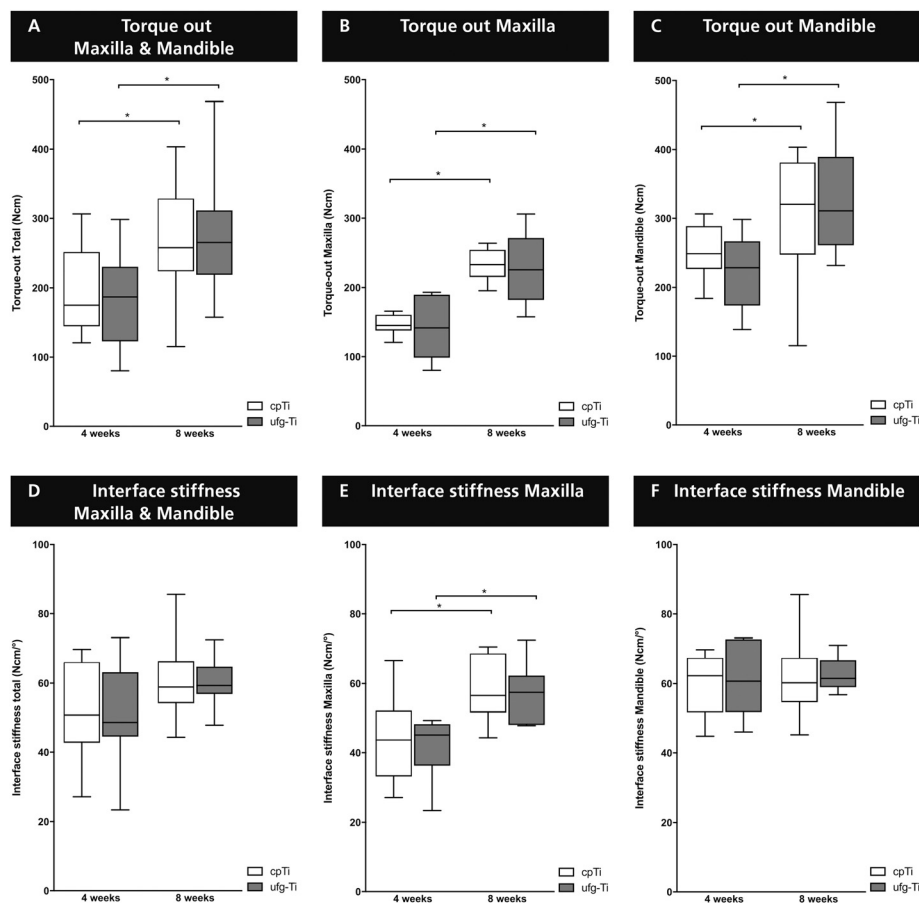 A Torque out
Maxilla & Mandible
500
400
300
200
100
0
Torque-out Total (Ncm)
*
*
4 weeks
8 weeks
cpTi
ufg-Ti
B Torque out Maxilla
500
400
300
200
100
0
Torque-out Maxilla (Ncm)
*
*
4 weeks
8 weeks
cpTi
ufg-Ti
C Torque out Mandible
500
400
300
200
100
0
Torque-out Mandible (Ncm)
*
*
4 weeks
8 weeks
cpTi
ufg-Ti
D Interface stiffness
Maxilla & Mandible
100
80
60
40
20
0
Interface stiffness total (Ncm/°)
4 weeks
8 weeks
cpTi
ufg-Ti
E Interface stiffness Maxilla
100
80
60
40
20
0
Interface stiffness Maxilla (Ncm/°)
*
*
4 weeks
8 weeks
cpTi
ufg-Ti
F Interface stiffness Mandible
100
80
60
40
20
0
Interface stiffness Mandible (Ncm/°)
4 weeks
8 weeks
cpTi
ufg-Ti